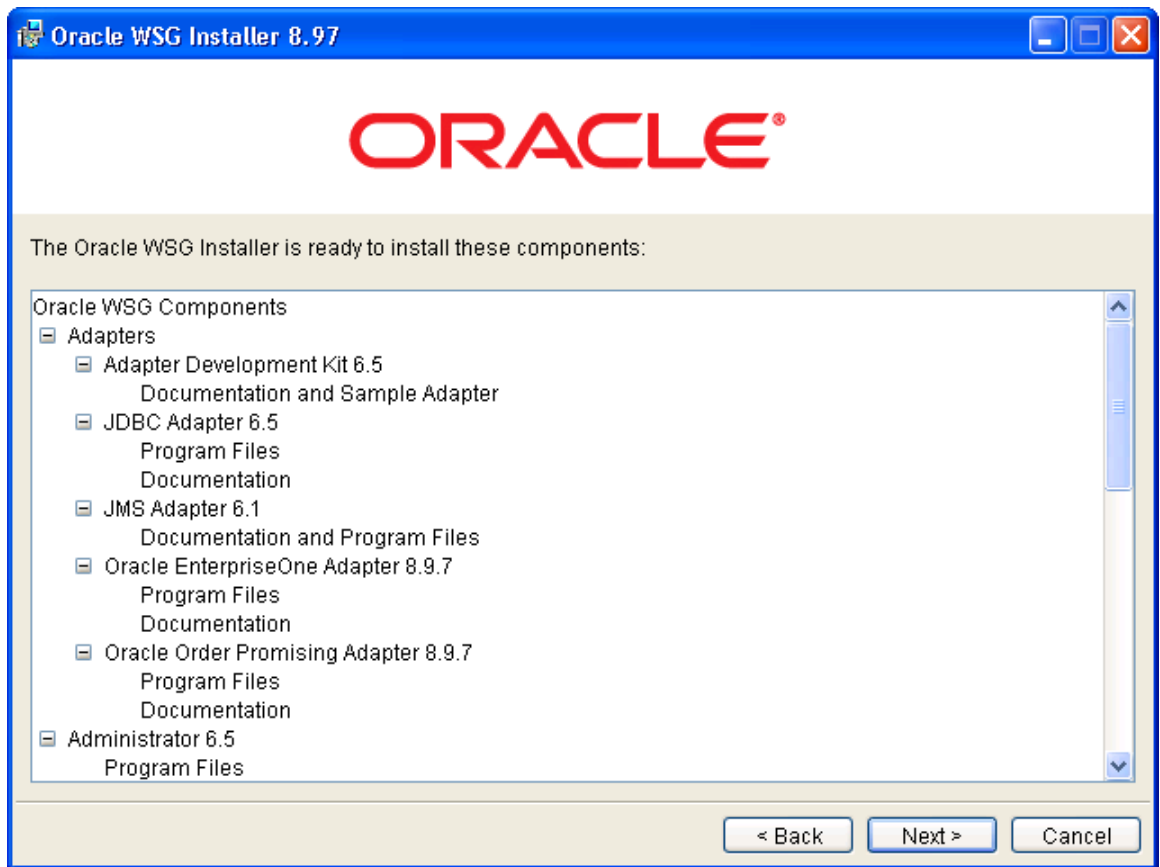 Oracle WSG Installer 8.97
ORACLE®
The Oracle WSG Installer is ready to install these components:
Oracle WSG Components
Adapters
Adapter Development Kit 6.5
Documentation and Sample Adapter
JDBC Adapter 6.5
Program Files
Documentation
JMS Adapter 6.1
Documentation and Program Files
Oracle EnterpriseOne Adapter 8.9.7
Program Files
Documentation
Oracle Order Promising Adapter 8.9.7
Program Files
Documentation
Administrator 6.5
Program Files
< Back Next > Cancel